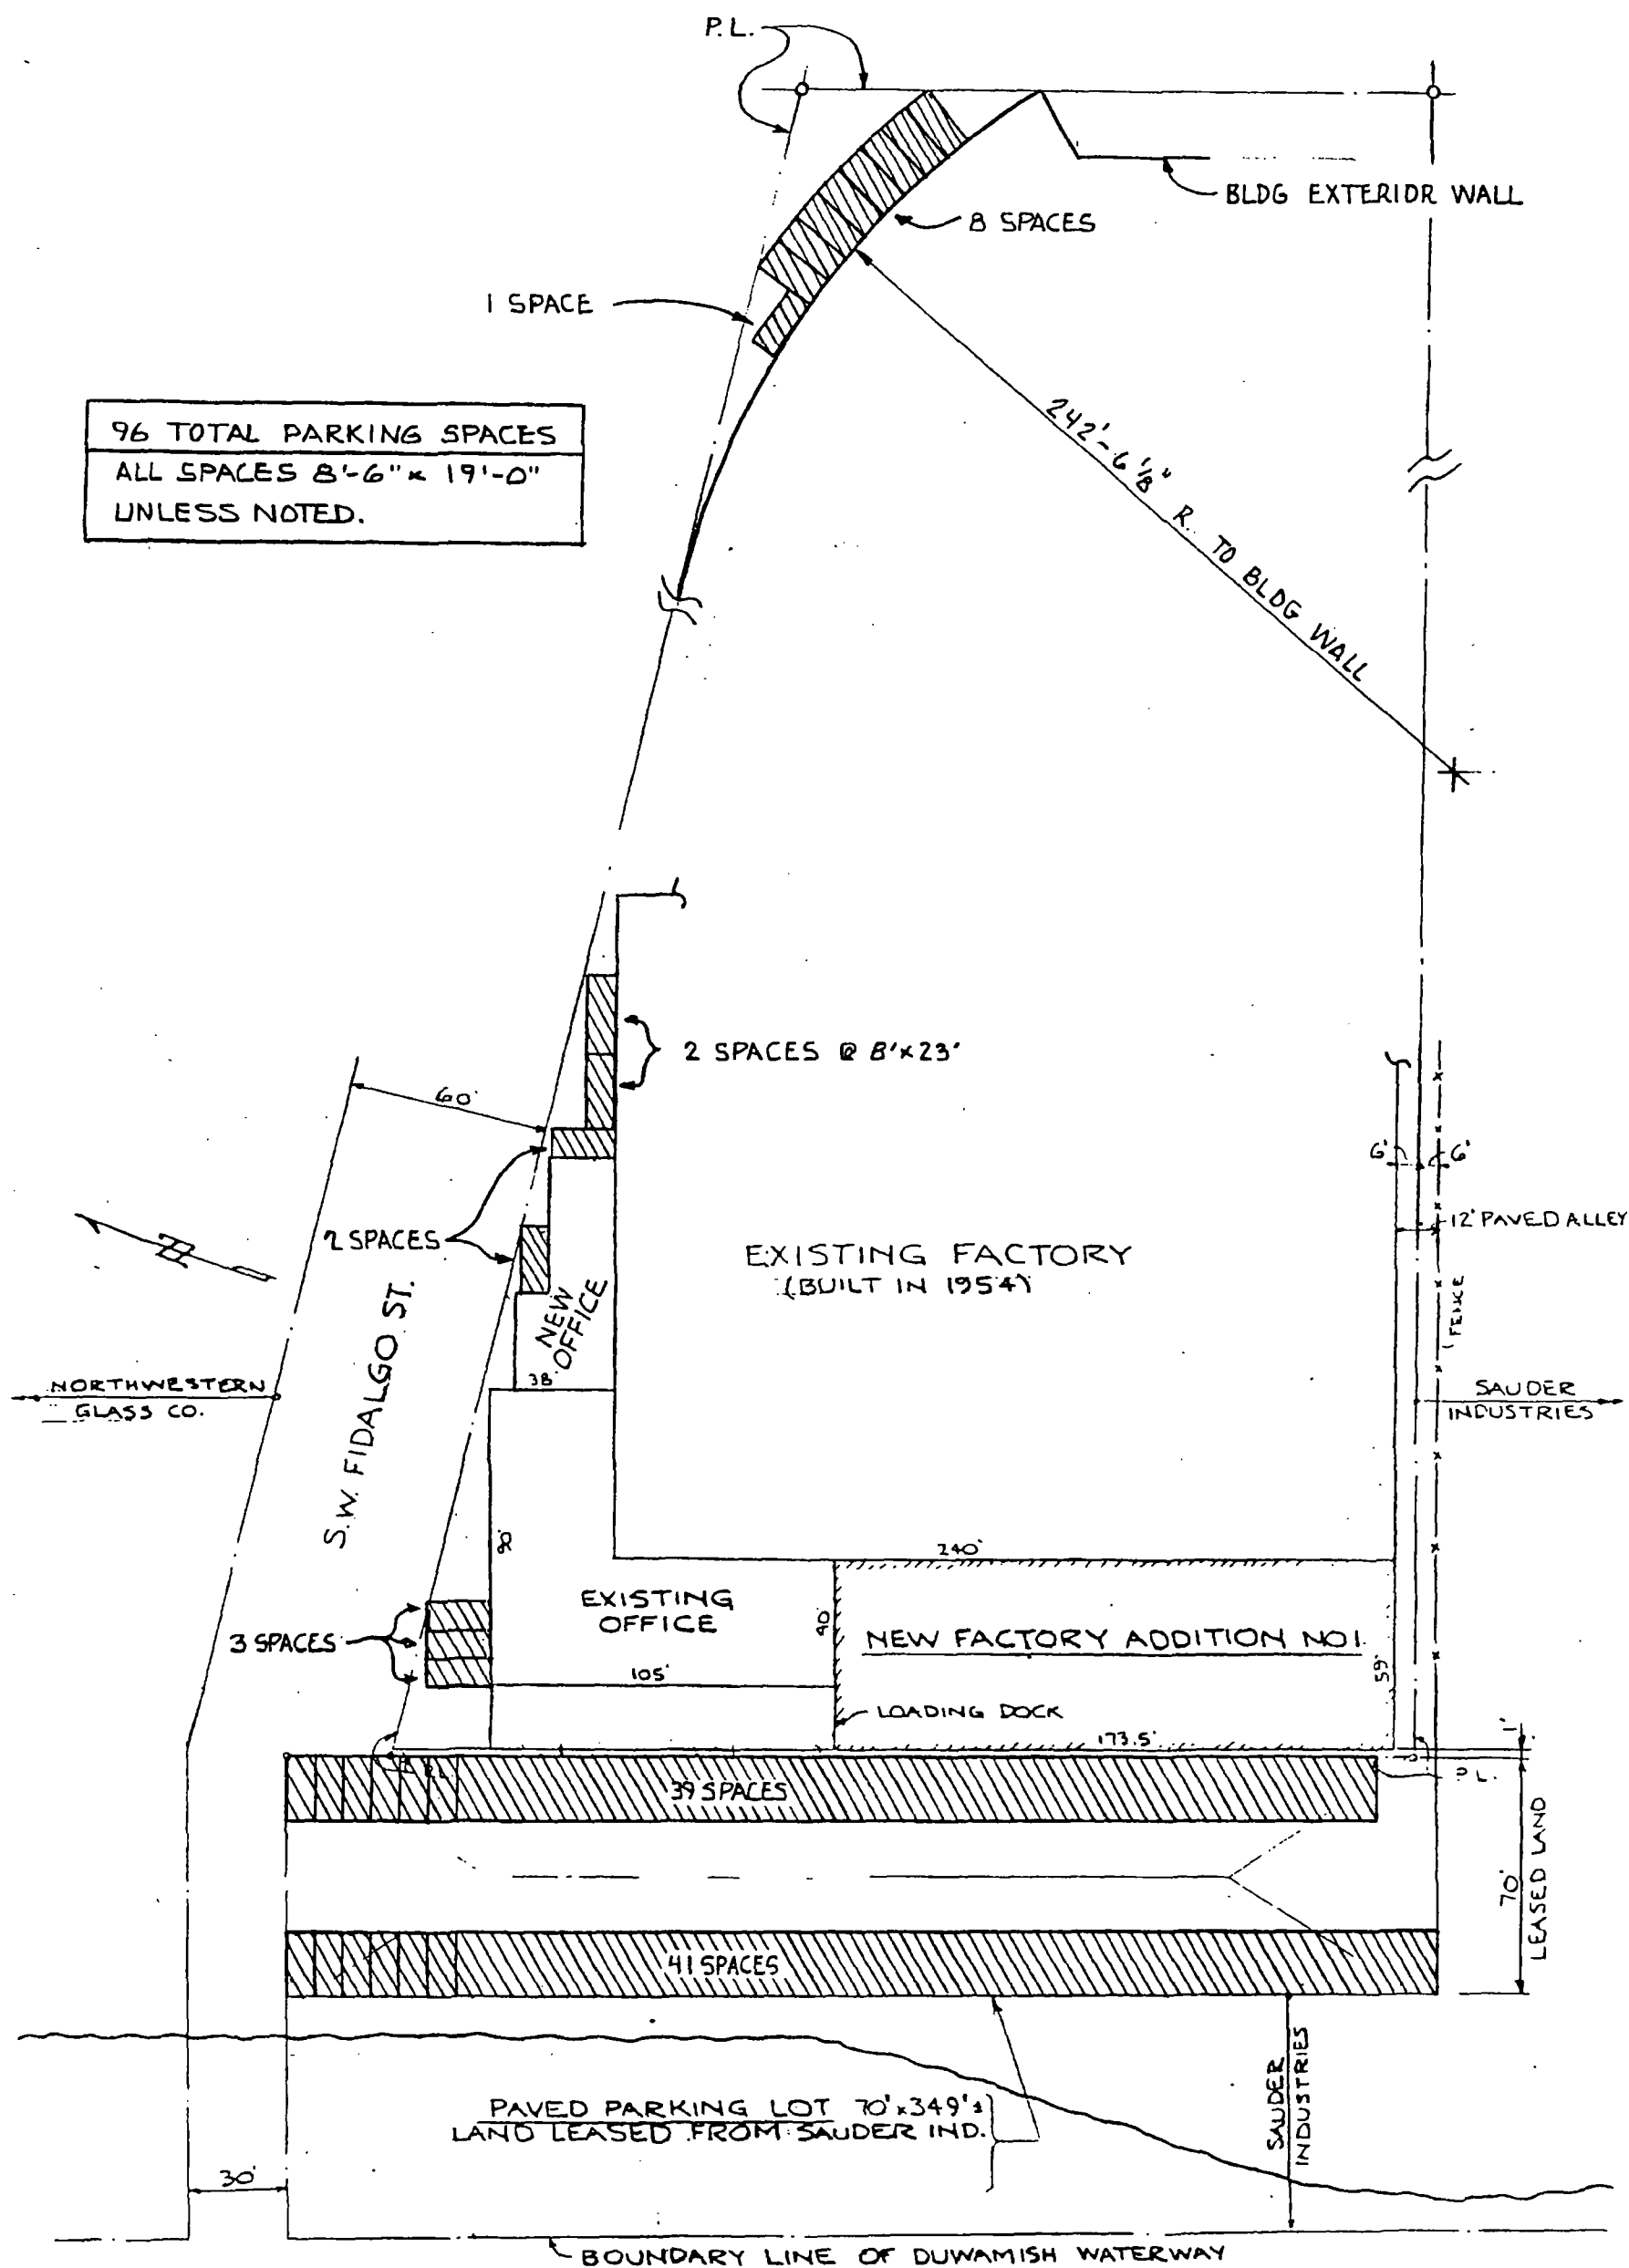 P.L.
BLDG EXTERIOR WALL
8 SPACES
1 SPACE
96 TOTAL PARKING SPACES
ALL SPACES 8'-6" x 19'-0"
UNLESS NOTED.
242'-6 1/8" R. TO BLDG WALL
2 SPACES @ 8'x23'
60'
6'
6'
12' PAVED ALLEY
2 SPACES
EXISTING FACTORY
(BUILT IN 1954)
NEW
OFFICE
FENCE
S.W. FIDALGO ST.
38'
NORTHWESTERN
GLASS CO.
SAUDER
INDUSTRIES
90'
240'
EXISTING
OFFICE
40'
NEW FACTORY ADDITION NO1.
3 SPACES
59'
105'
LOADING DOCK
173.5'
1'
39 SPACES
P.L.
P.L.
70'
LEASED LAND
41 SPACES
SAUDER
INDUSTRIES
PAVED PARKING LOT 70'x349'±
LAND LEASED FROM SAUDER IND.
30'
BOUNDARY LINE OF DUWAMISH WATERWAY